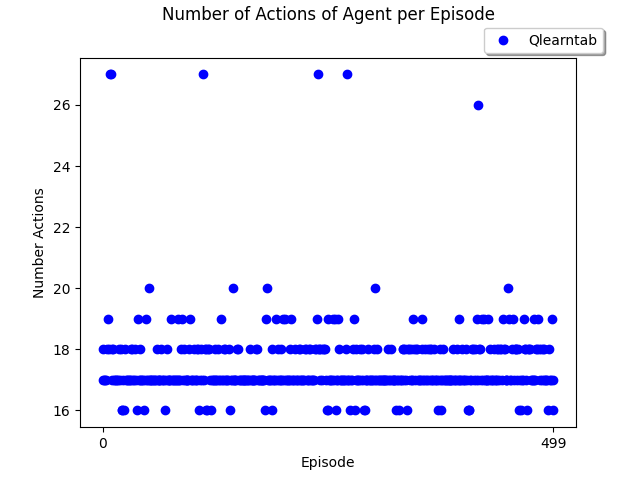 Number of Actions of Agent per Episode
Qlearntab
26
24
22
20
18
16
Number Actions
0
499
Episode